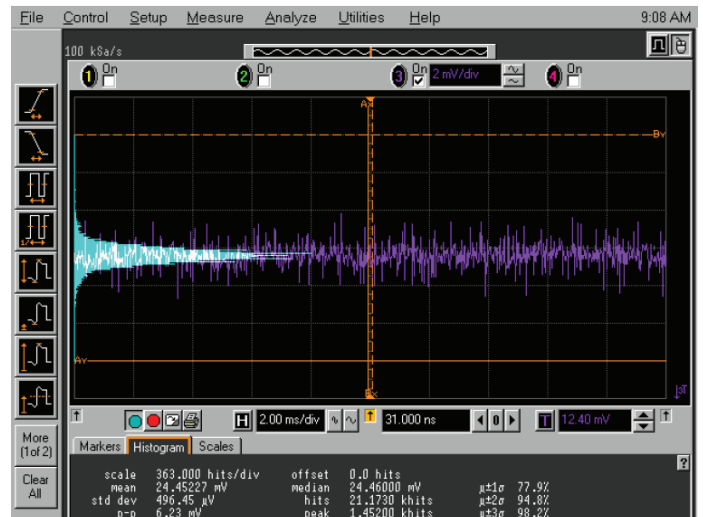 File Control Setup Measure Analyze Utilities Help 9:08 AM
100 kSa/s
1 On 2 On 3 On 2 mV/div 4 On
Ax
By
Ay
Bx
H 2.00 ms/div 31.000 ns 0 T 12.40 mV
More
(1of 2)
Clear
All
Markers Histogram Scales
?
scale 363.000 hits/div offset 0.0 hits
mean 24.45227 mV median 24.46000 mV µ±1σ 77.9%
std dev 496.45 µV hits 21.1730 khits µ±2σ 94.8%
p-p 6.23 mV peak 1.45200 khits µ±3σ 98.2%